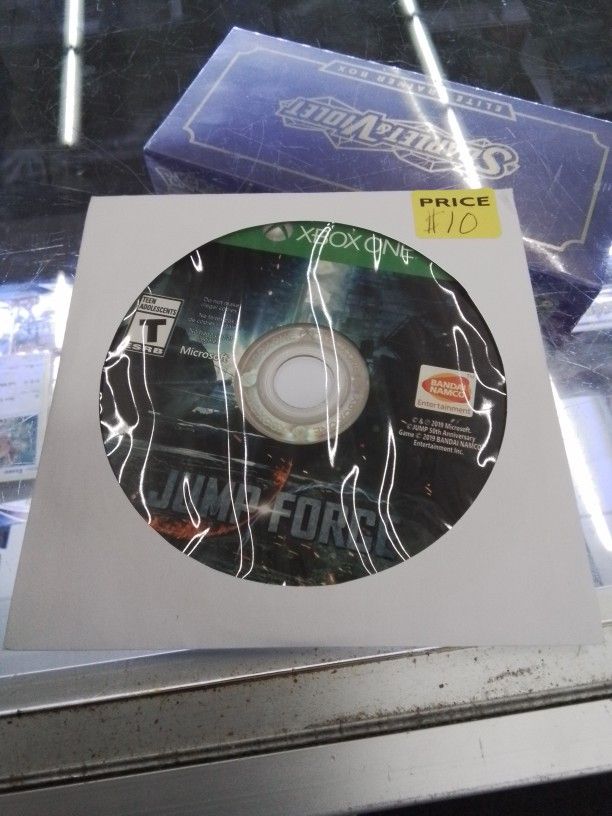 ELITE TRAINER BOX
SCARLET & VIOLET
PRICE
$10
XBOX ONE
TEEN
ADOLESCENTS
T
ESRB
Microsoft
BANDAI
NAMCO
Entertainment
© & ℗ 2019 Microsoft.
©JUMP 50th Anniversary
Game © 2019 BANDAI NAMCO
Entertainment Inc.
JUMP FORCE